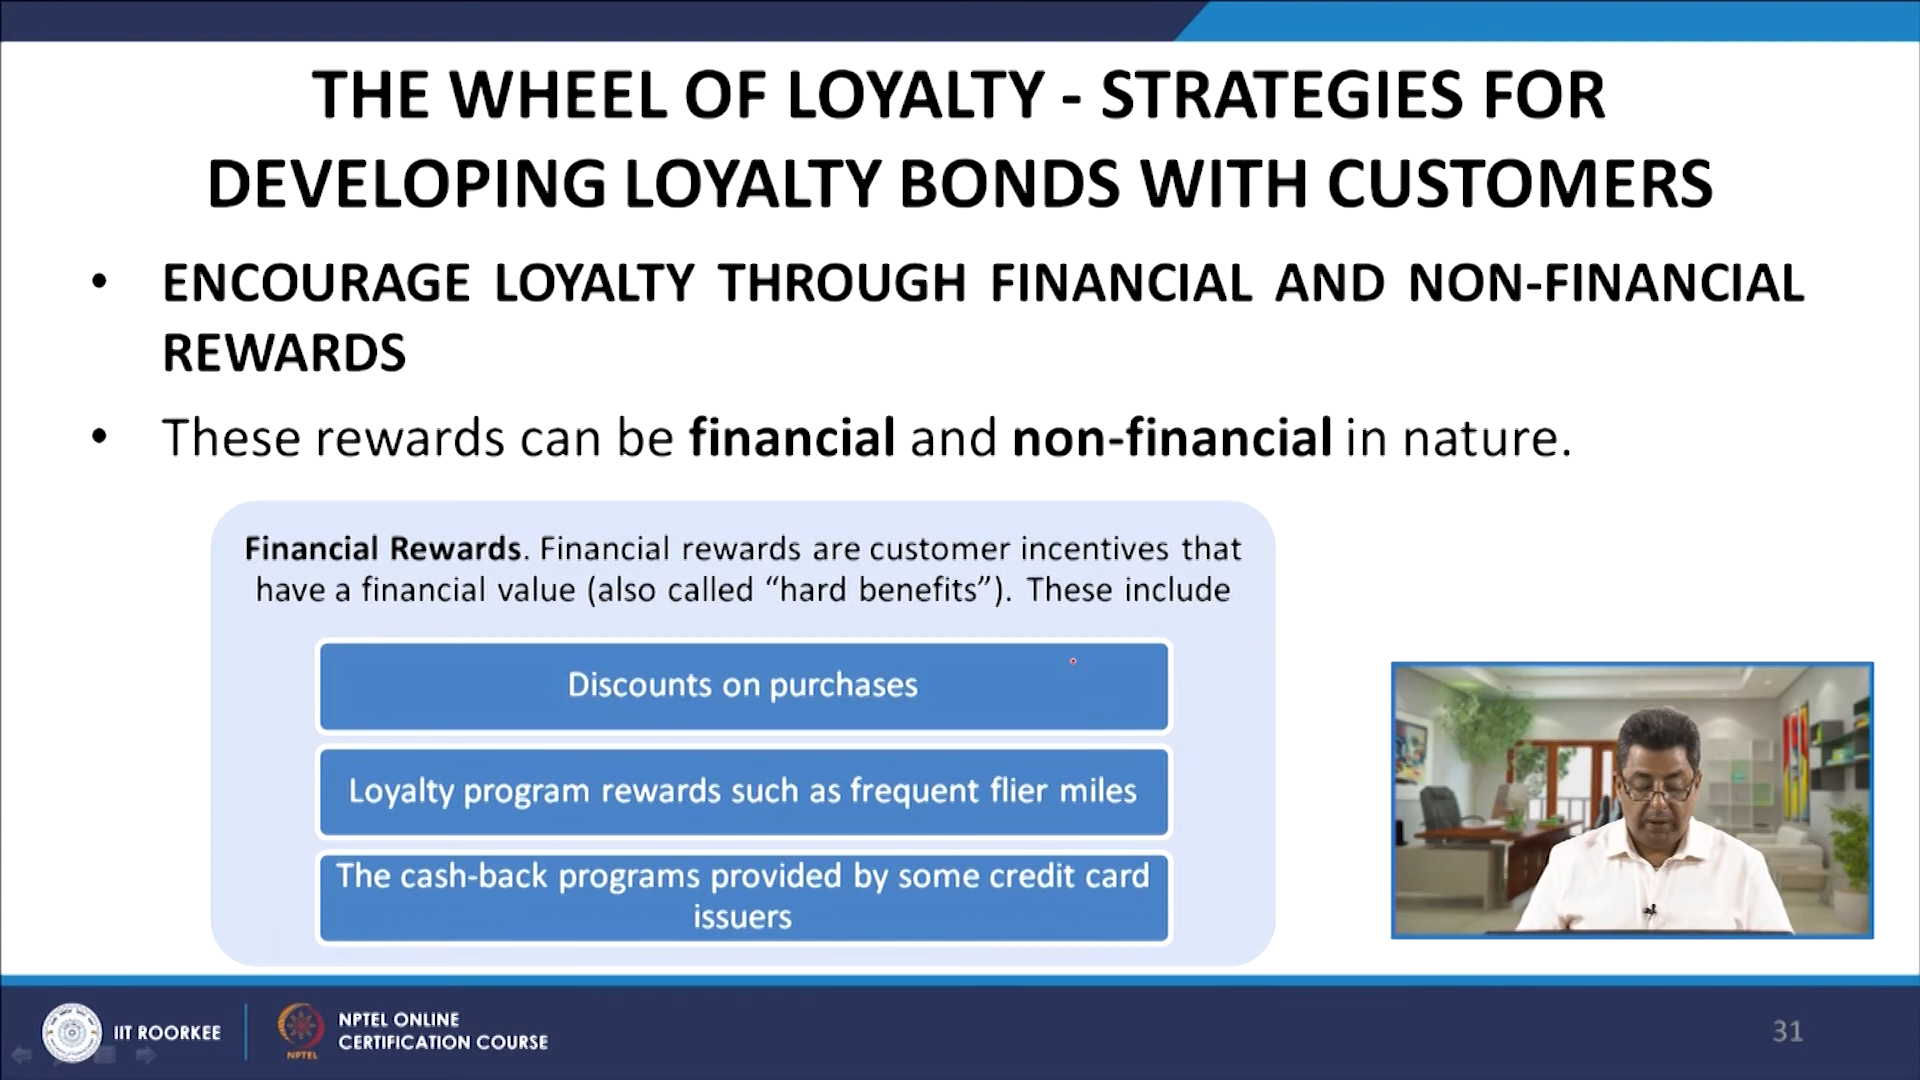 THE WHEEL OF LOYALTY - STRATEGIES FOR
DEVELOPING LOYALTY BONDS WITH CUSTOMERS
• ENCOURAGE LOYALTY THROUGH FINANCIAL AND NON-FINANCIAL
REWARDS
• These rewards can be financial and non-financial in nature.
Financial Rewards. Financial rewards are customer incentives that
have a financial value (also called “hard benefits”). These include
Discounts on purchases
Loyalty program rewards such as frequent flier miles
The cash-back programs provided by some credit card
issuers
IIT ROORKEE
NPTEL
NPTEL ONLINE
CERTIFICATION COURSE
31